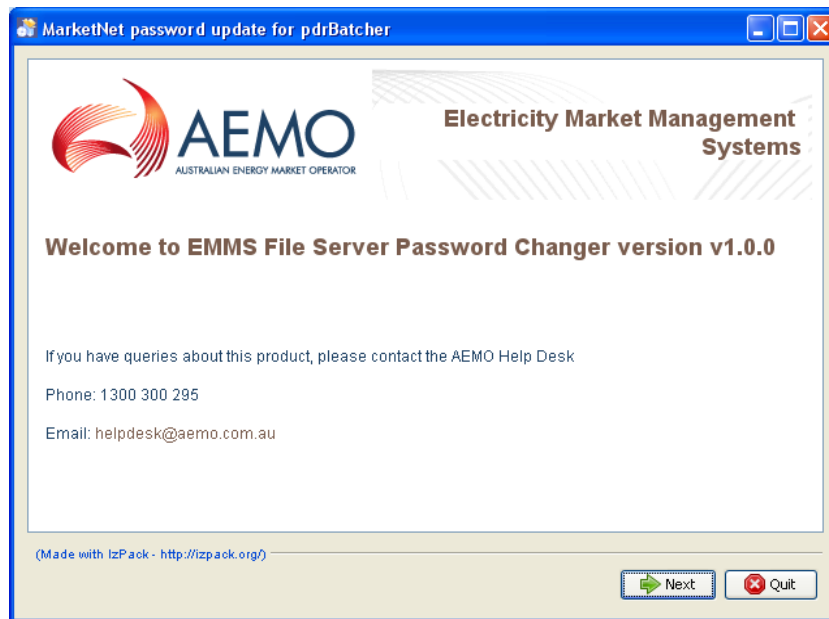 MarketNet password update for pdrBatcher
AEMO
AUSTRALIAN ENERGY MARKET OPERATOR
Electricity Market Management
Systems
Welcome to EMMS File Server Password Changer version v1.0.0
If you have queries about this product, please contact the AEMO Help Desk
Phone: 1300 300 295
Email: helpdesk@aemo.com.au
(Made with IzPack - http://izpack.org/)
Next
Quit